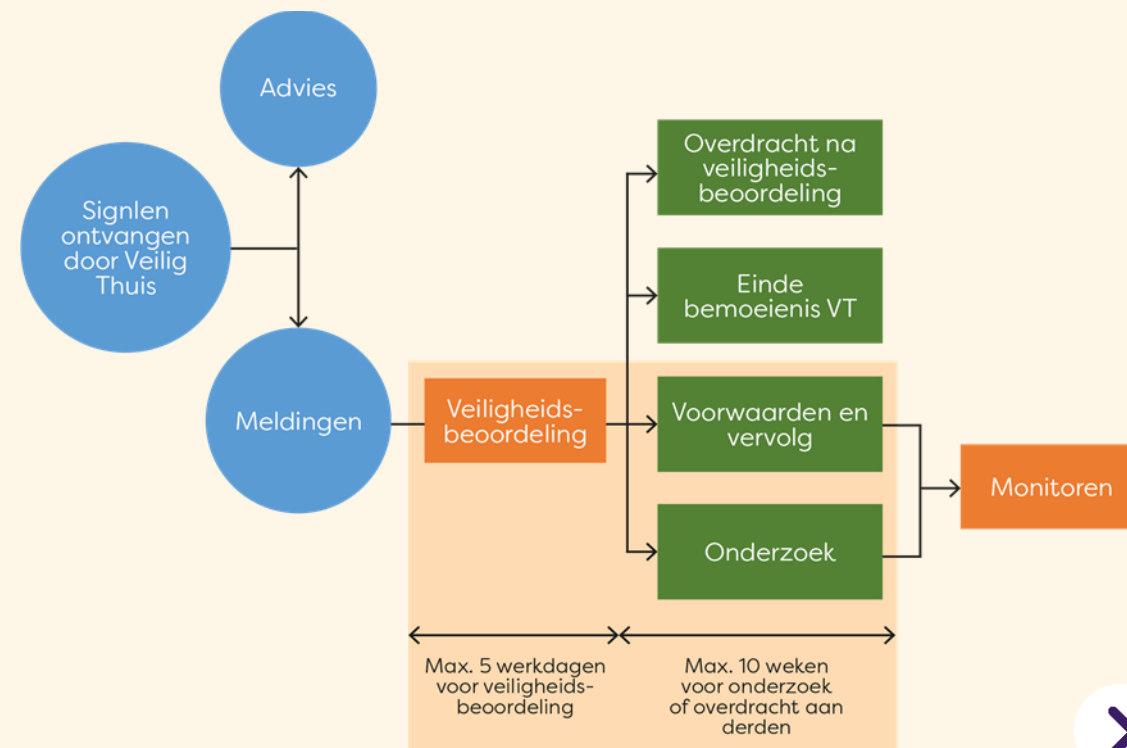 Advies
Signlen
ontvangen
door Veilig
Thuis
Meldingen
Veiligheids-
beoordeling
Overdracht na
veiligheids-
beoordeling
Einde
bemoeienis VT
Voorwaarden en
vervolg
Onderzoek
Monitoren
Max. 5 werkdagen
voor veiligheids-
beoordeling
Max. 10 weken
voor onderzoek
of overdracht aan
derden